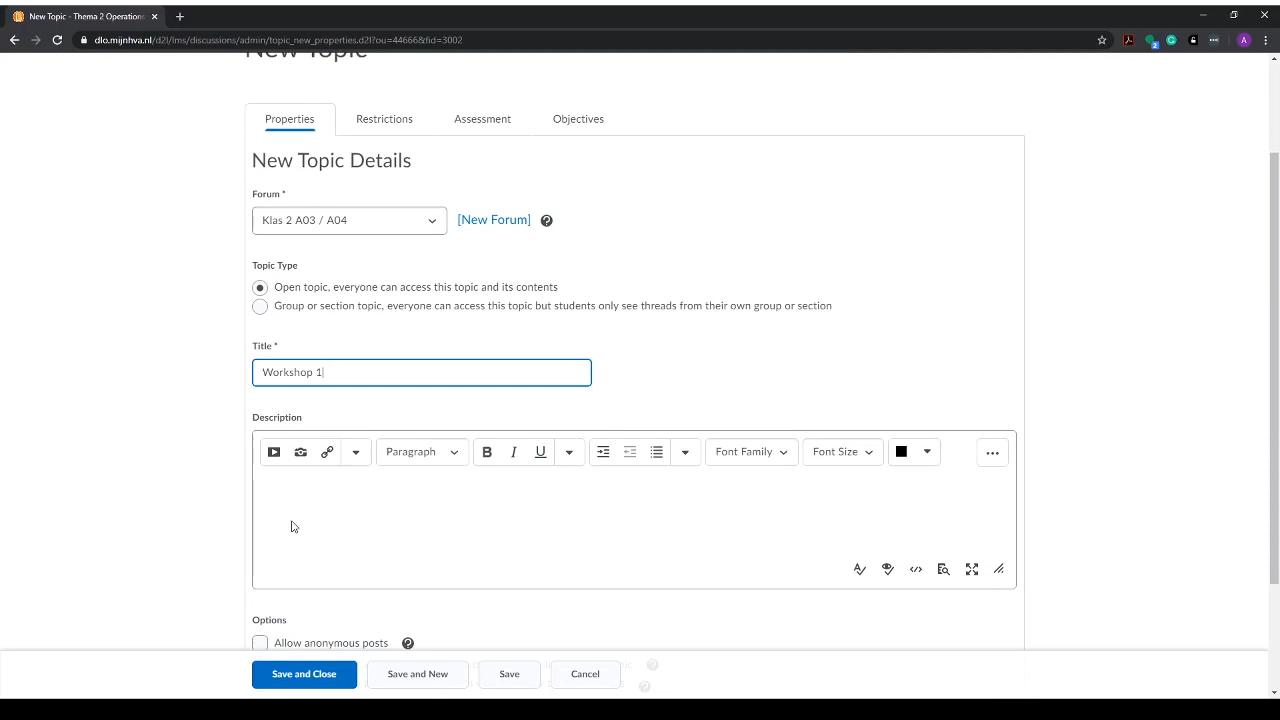 New Topic - Thema 2 Operations
dlo.mijnhva.nl/d2l/lms/discussions/admin/topic_new_properties.d2l?ou=44666&fid=3002
2
A
New Topic
Properties
Restrictions
Assessment
Objectives
New Topic Details
Forum *
Klas 2 A03 / A04
[New Forum]
Topic Type
Open topic, everyone can access this topic and its contents
Group or section topic, everyone can access this topic but students only see threads from their own group or section
Title *
Workshop 1
Description
Paragraph
B I U
Font Family
Font Size
Options
Allow anonymous posts
Save and Close
Save and New
Save
Cancel